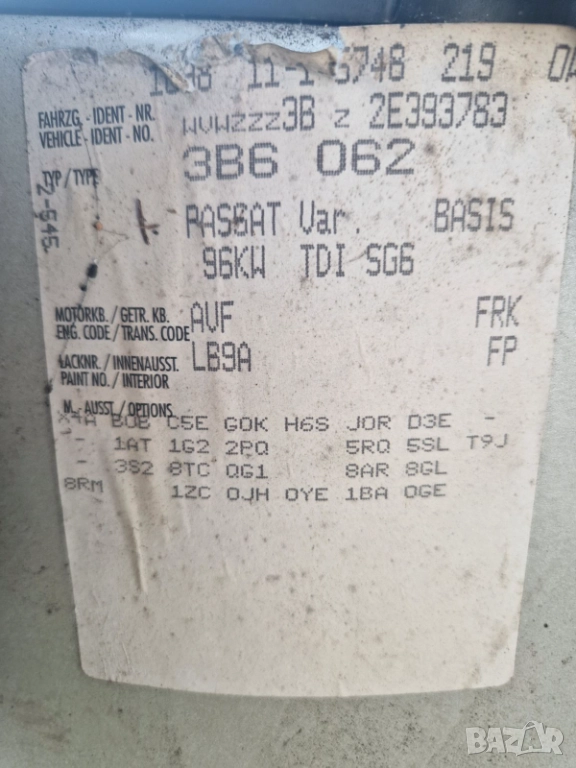 11-1 3748 219
FAHRZG. - IDENT - NR. VEHICLE - IDENT - NO. WVWZZZ3B Z 2E393783
TYP / TYPE 3B6 062
PASSAT Var. BASIS
96KW TDI SG6
MOTORKB. / GETR. KB. ENG. CODE / TRANS. CODE AVF FRK
LACKNR. / INNENAUSST. PAINT NO. / INTERIOR LB9A FP
M.-AUSST. / OPTIONS
X4A B0B C5E G0K H6S J0R D3E -
- 1AT 1G2 2PQ 5RQ 5SL T9J
- 3S2 8TC QG1 8AR 8GL
8RM 1ZC 0JH 0YE 1BA 0GE
BAZAR